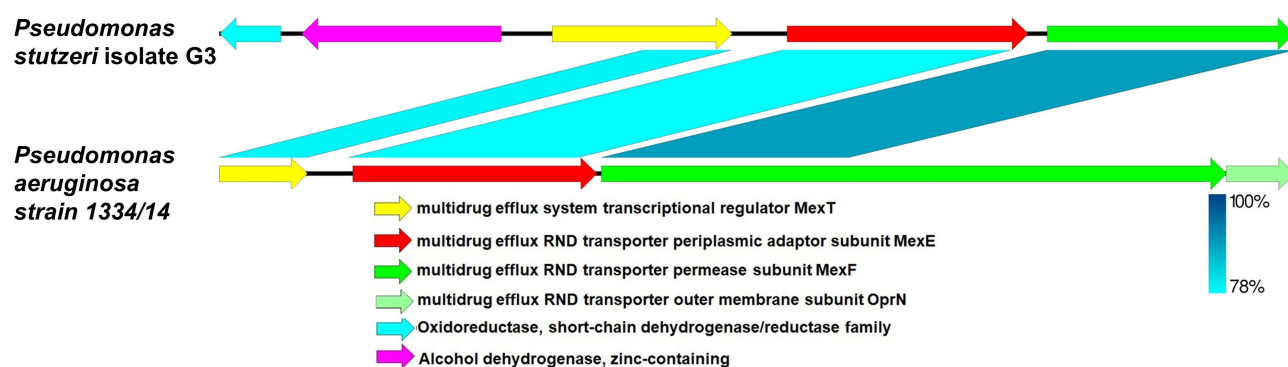 Pseudomonas
stutzeri isolate G3
Pseudomonas
aeruginosa
strain 1334/14
multidrug efflux system transcriptional regulator MexT
multidrug efflux RND transporter periplasmic adaptor subunit MexE
multidrug efflux RND transporter permease subunit MexF
multidrug efflux RND transporter outer membrane subunit OprN
Oxidoreductase, short-chain dehydrogenase/reductase family
Alcohol dehydrogenase, zinc-containing
100%
78%